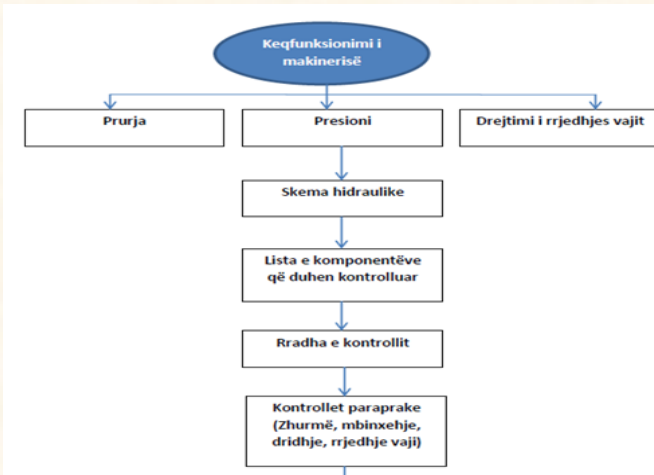 Keqfunksionimi i
makinerisë
Prurja
Presioni
Drejtimi i rrjedhjes vajit
Skema hidraulike
Lista e komponentëve
që duhen kontrolluar
Rradha e kontrollit
Kontrollet paraprake
(Zhurmë, mbinxehje,
dridhje, rrjedhje vaji)